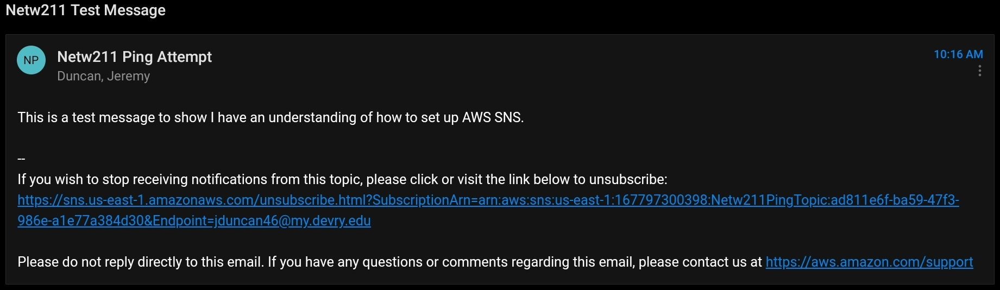 Netw211 Test Message
NP
Netw211 Ping Attempt
10:16 AM
Duncan, Jeremy
This is a test message to show I have an understanding of how to set up AWS SNS.
--
If you wish to stop receiving notifications from this topic, please click or visit the link below to unsubscribe:
https://sns.us-east-1.amazonaws.com/unsubscribe.html?SubscriptionArn=arn:aws:sns:us-east-1:167797300398:Netw211PingTopic:ad811e6f-ba59-47f3-
986e-a1e77a384d30&Endpoint=jduncan46@my.devry.edu
Please do not reply directly to this email. If you have any questions or comments regarding this email, please contact us at https://aws.amazon.com/support